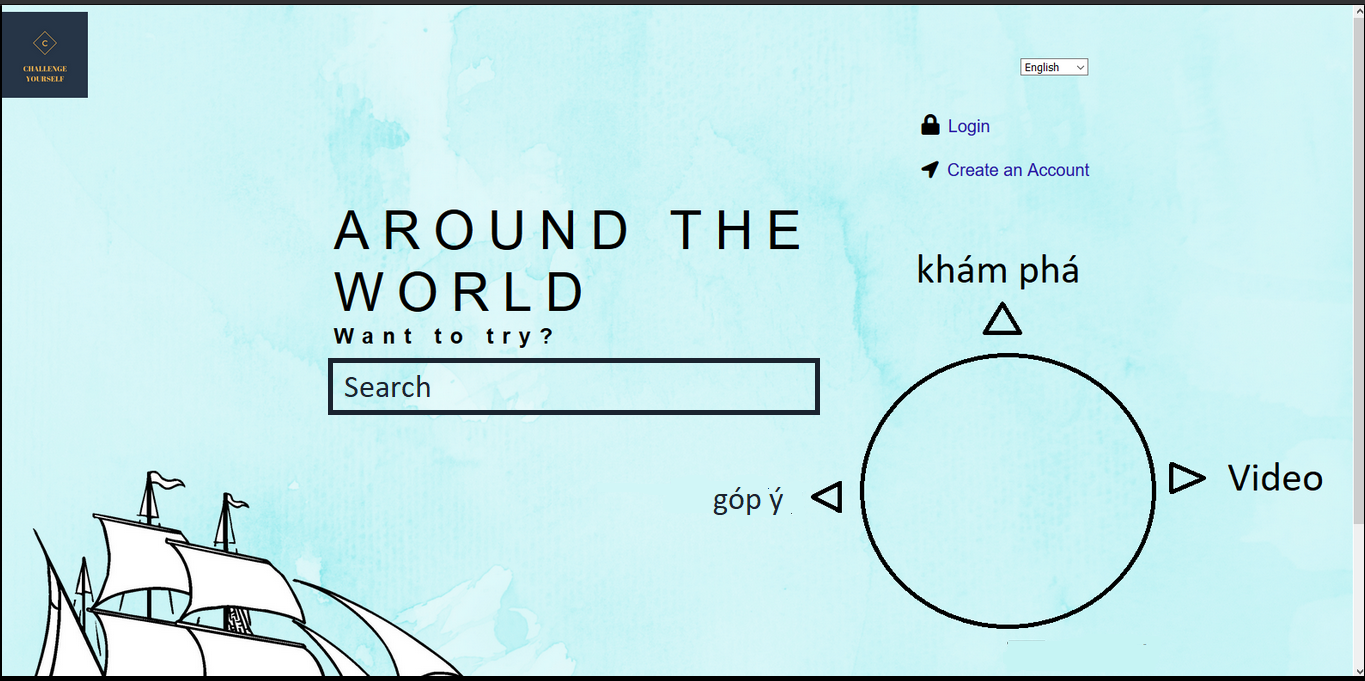 C
CHALLENGE
YOURSELF
English
Login
Create an Account
AROUND THE
WORLD
Want to try?
Search
khám phá
góp ý
Video